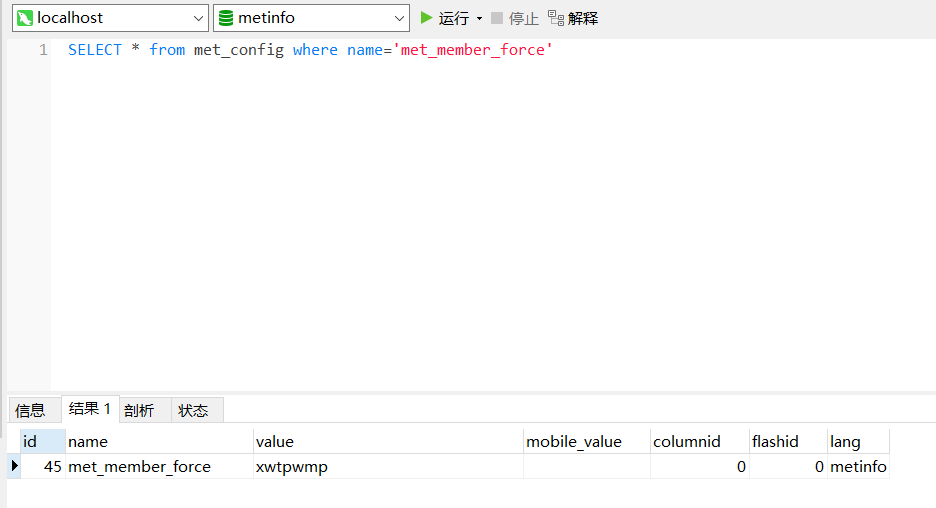 localhost metinfo 运行 停止 解释
1 SELECT * from met_config where name='met_member_force'
信息 结果 1 剖析 状态
id name value mobile_value columnid flashid lang
45 met_member_force xwtpwmp 0 0 metinfo